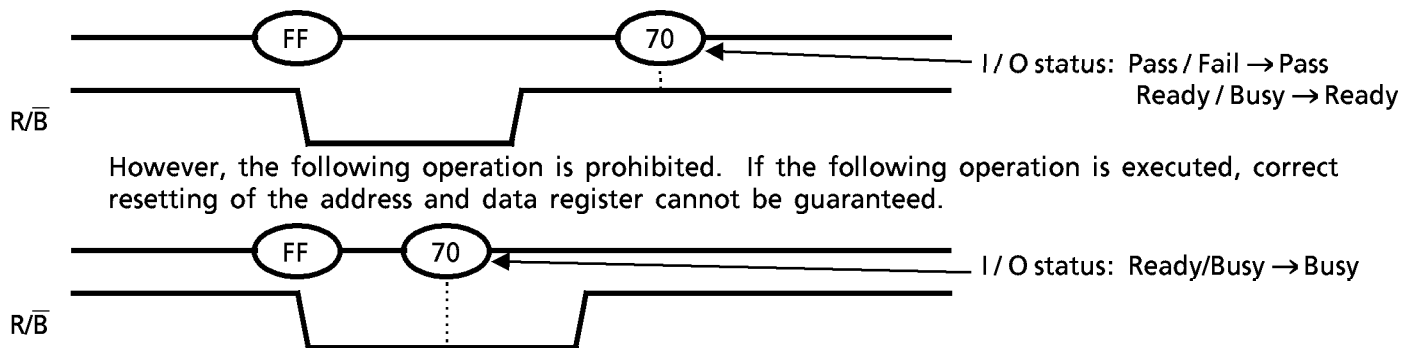 FF
70
I / O status: Pass / Fail → Pass
Ready / Busy → Ready
R/B̅
However, the following operation is prohibited. If the following operation is executed, correct
resetting of the address and data register cannot be guaranteed.
FF
70
I / O status: Ready/Busy → Busy
R/B̅